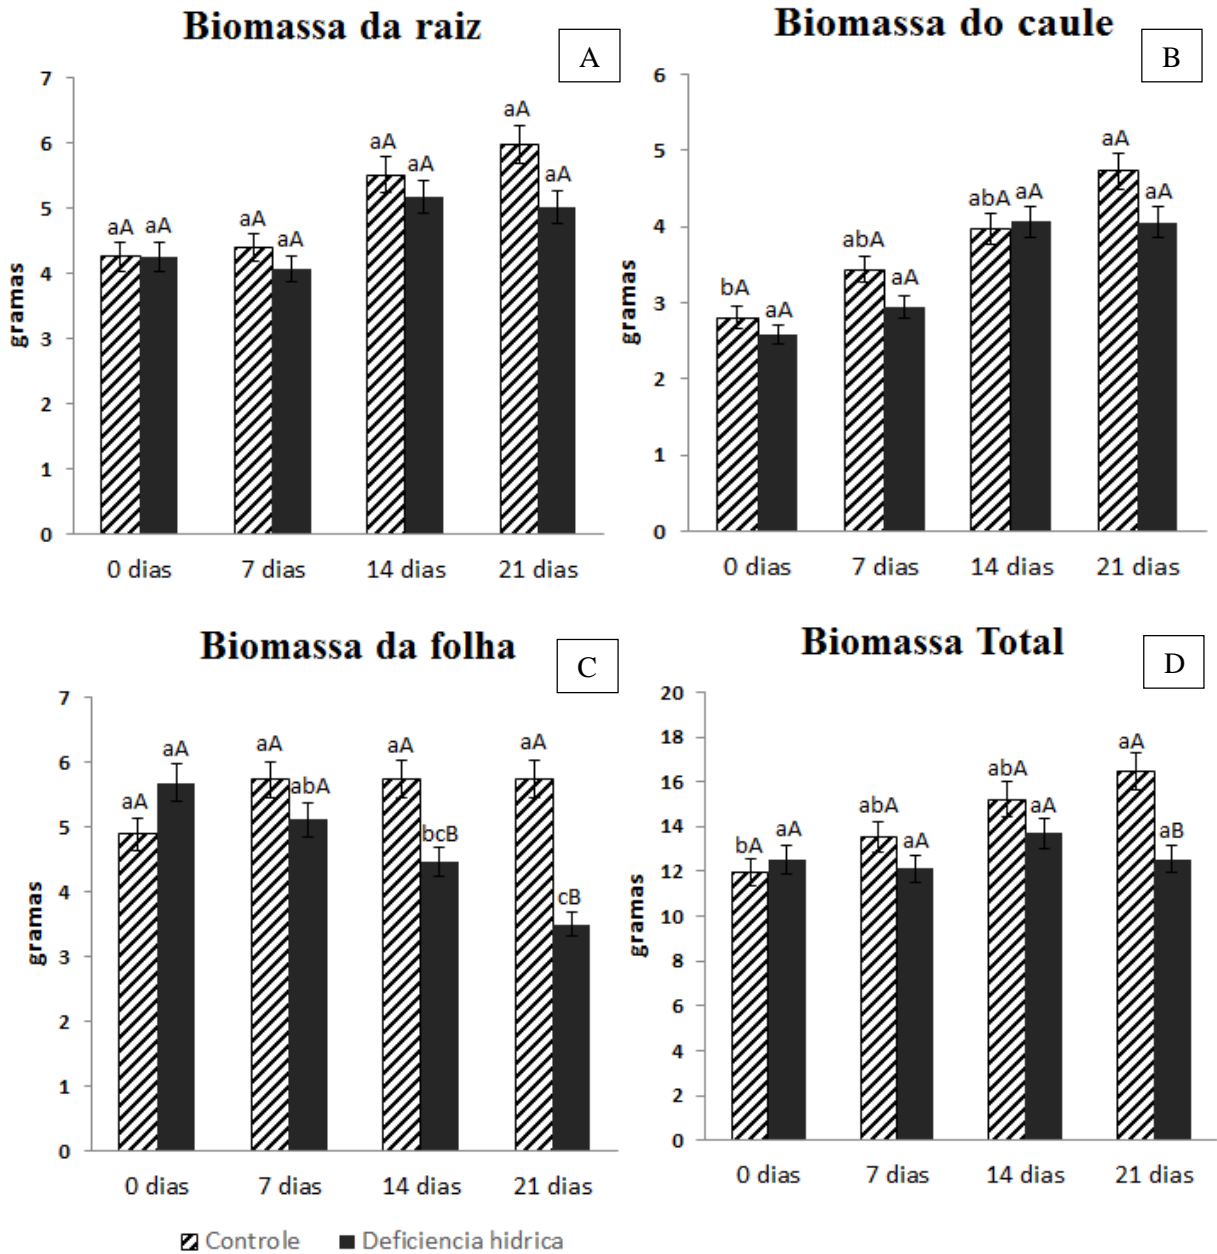 Biomassa da raiz
A
7
6
5
4
3
2
1
0
gramas
aA aA aA aA aA aA aA aA
0 dias 7 dias 14 dias 21 dias
Biomassa do caule
B
6
5
4
3
2
1
0
gramas
bA aA abA aA abA aA aA aA
0 dias 7 dias 14 dias 21 dias
Biomassa da folha
C
7
6
5
4
3
2
1
0
gramas
aA aA aA abA aA bcB aA cB
0 dias 7 dias 14 dias 21 dias
Biomassa Total
D
20
18
16
14
12
10
8
6
4
2
0
gramas
bA aA abA aA abA aA aA aB
0 dias 7 dias 14 dias 21 dias
Controle Deficiencia hidrica